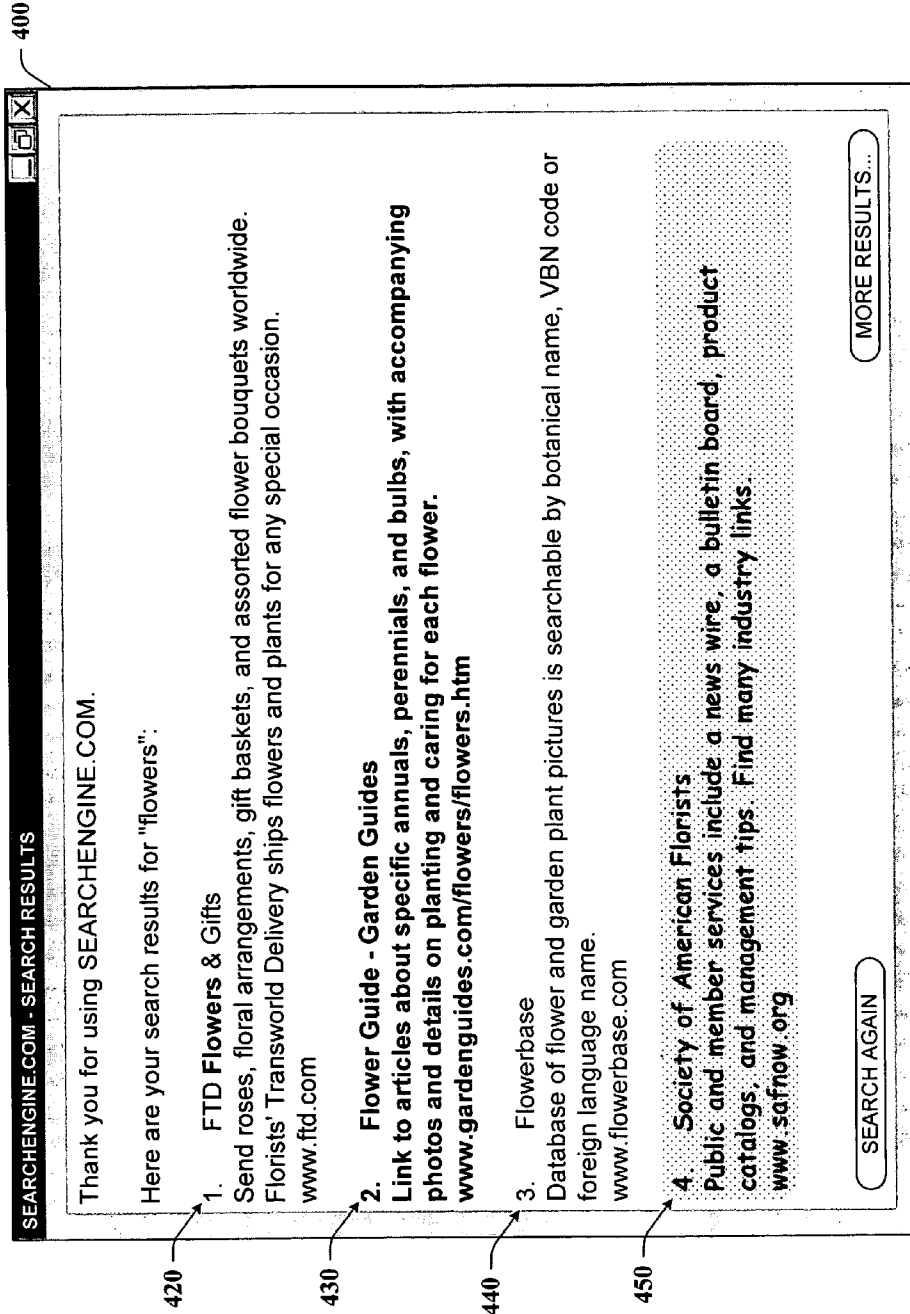 400
SEARCHENGINE.COM - SEARCH RESULTS
Thank you for using SEARCHENGINE.COM.
Here are your search results for "flowers":
420
1. FTD Flowers & Gifts
Send roses, floral arrangements, gift baskets, and assorted flower bouquets worldwide.
Florists' Transworld Delivery ships flowers and plants for any special occasion.
www.ftd.com
430
2. Flower Guide - Garden Guides
Link to articles about specific annuals, perennials, and bulbs, with accompanying
photos and details on planting and caring for each flower.
www.gardenguides.com/flowers/flowers.htm
440
3. Flowerbase
Database of flower and garden plant pictures is searchable by botanical name, VBN code or
foreign language name.
www.flowerbase.com
450
4. Society of American Florists
Public and member services include a news wire, a bulletin board, product
catalogs, and management tips. Find many industry links.
www.safnow.org
SEARCH AGAIN
MORE RESULTS...